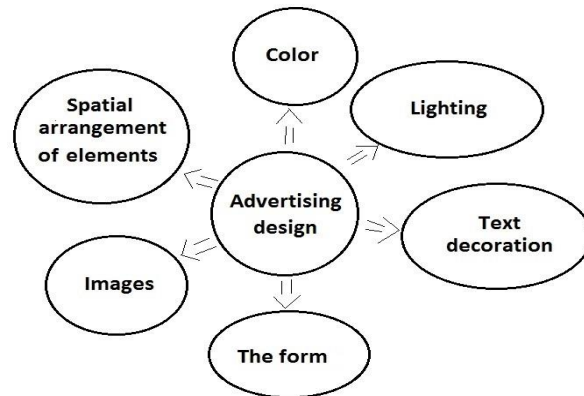 Color
Lighting
Spatial
arrangement
of elements
Advertising
design
Text
decoration
Images
The form